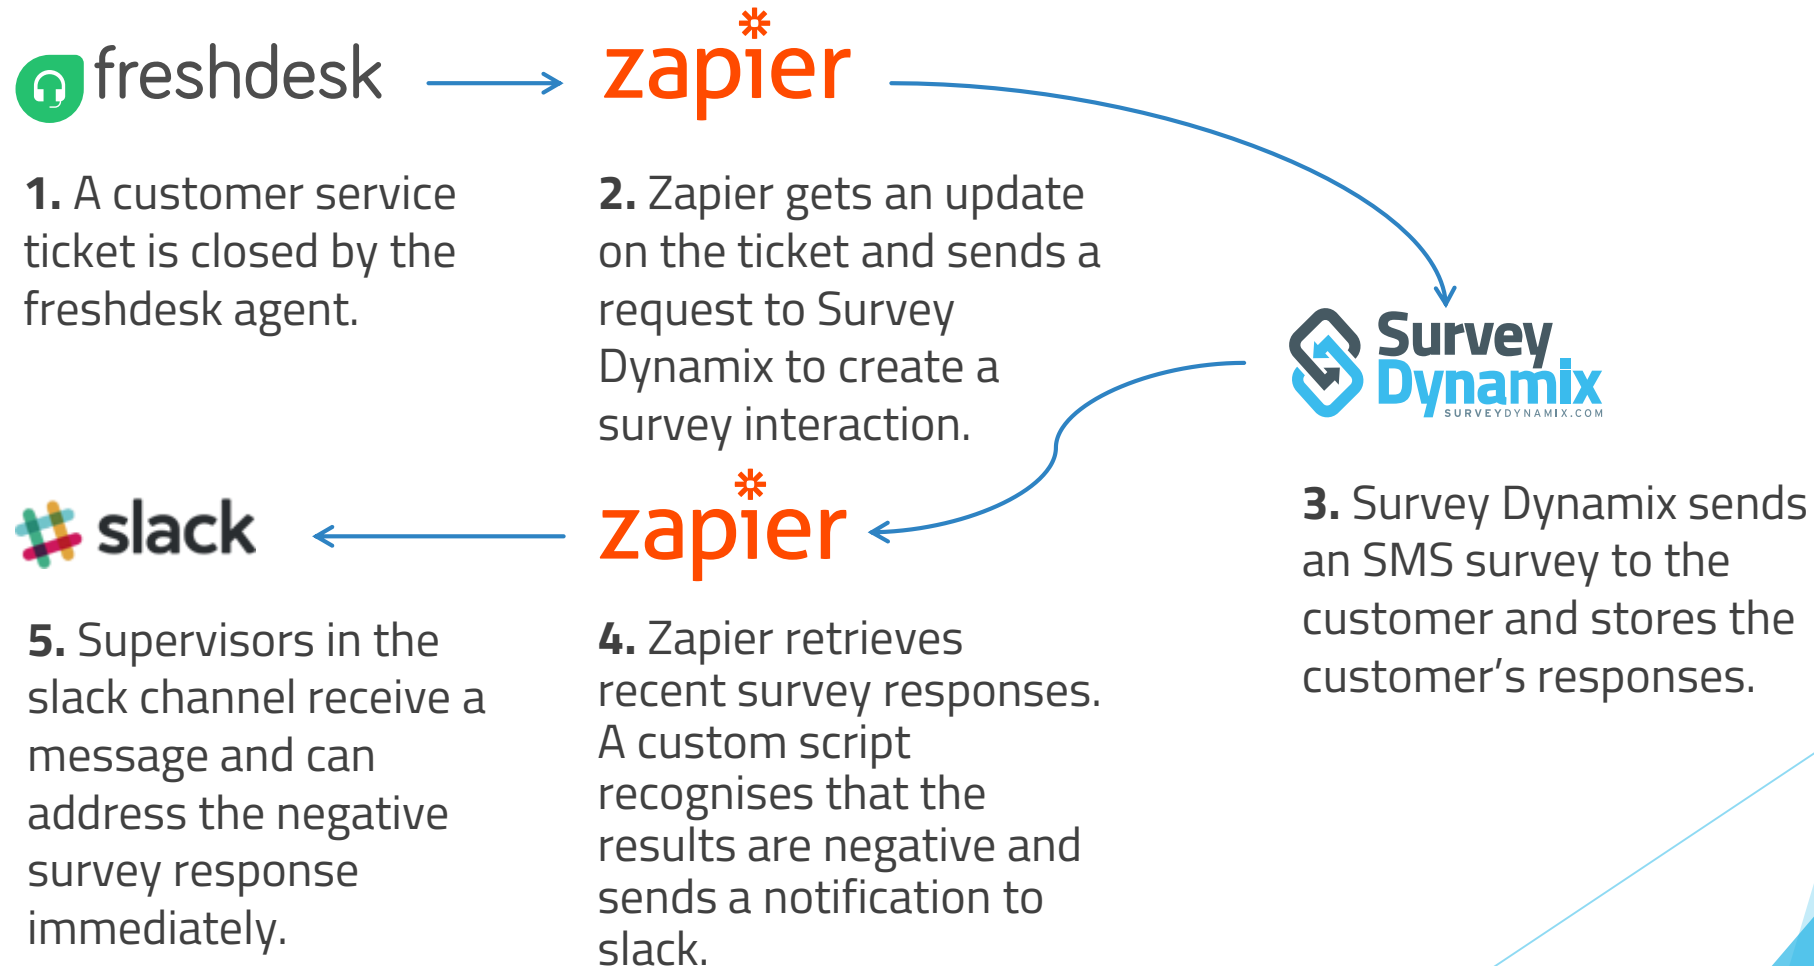 freshdesk
zapier
1. A customer service
ticket is closed by the
freshdesk agent.
2. Zapier gets an update
on the ticket and sends a
request to Survey
Dynamix to create a
survey interaction.
Survey
Dynamix
SURVEYDYNAMIX.COM
3. Survey Dynamix sends
an SMS survey to the
customer and stores the
customer’s responses.
zapier
4. Zapier retrieves
recent survey responses.
A custom script
recognises that the
results are negative and
sends a notification to
slack.
slack
5. Supervisors in the
slack channel receive a
message and can
address the negative
survey response
immediately.